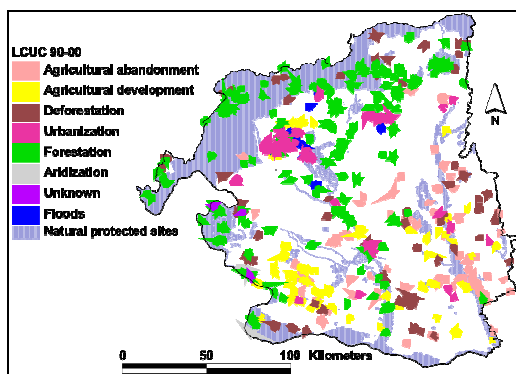 LCUC 90-00
Agricultural abandonment
Agricultural development
Deforestation
Urbanization
Forestation
Aridization
Unknown
Floods
Natural protected sites
N
0 50 100 Kilometers